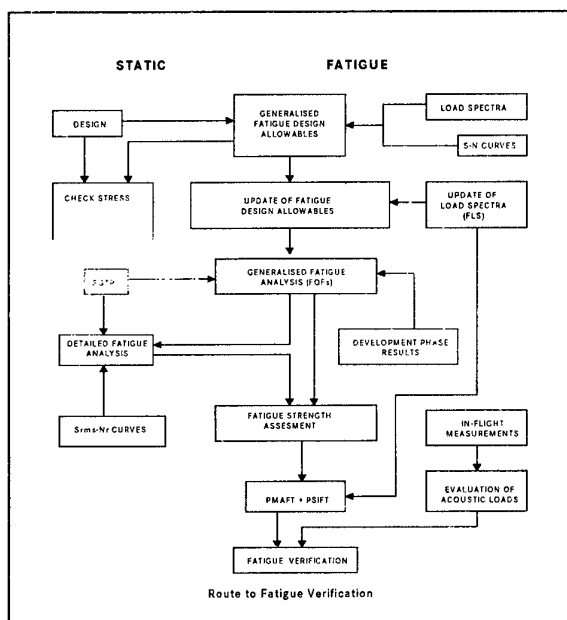 STATIC
FATIGUE
DESIGN
GENERALISED
FATIGUE DESIGN
ALLOWABLES
LOAD SPECTRA
S-N CURVES
CHECK STRESS
UPDATE OF FATIGUE
DESIGN ALLOWABLES
UPDATE OF
LOAD SPECTRA
(FLS)
GENERALISED FATIGUE
ANALYSIS (FQFs)
DETAILED FATIGUE
ANALYSIS
DEVELOPMENT PHASE
RESULTS
Srms-Nr CURVES
FATIGUE STRENGTH
ASSESMENT
IN-FLIGHT
MEASUREMENTS
PMAFT + PSIFT
EVALUATION OF
ACOUSTIC LOADS
FATIGUE VERIFICATION
Route to Fatigue Verification